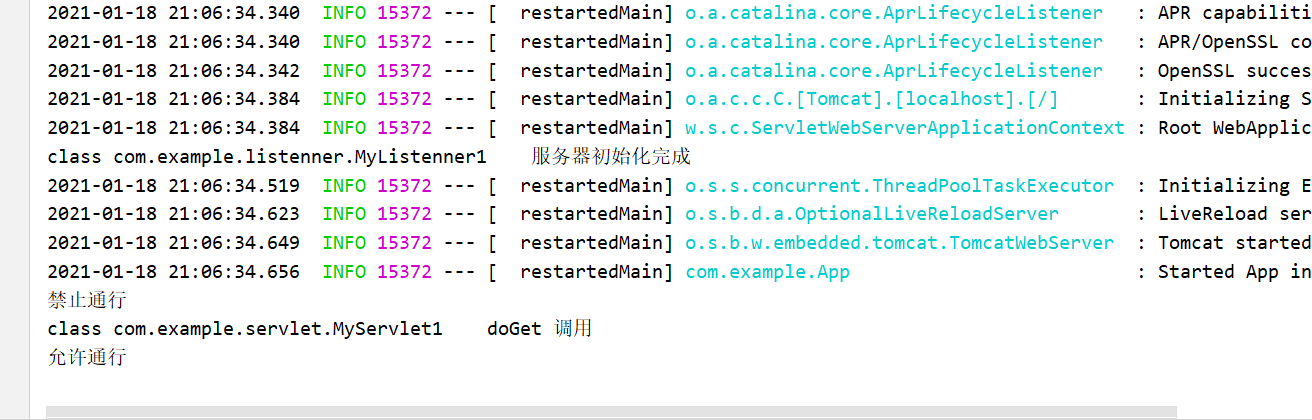 2021-01-18 21:06:34.340  INFO 15372 --- [  restartedMain] o.a.catalina.core.AprLifecycleListener   : APR capabiliti
2021-01-18 21:06:34.340  INFO 15372 --- [  restartedMain] o.a.catalina.core.AprLifecycleListener   : APR/OpenSSL co
2021-01-18 21:06:34.342  INFO 15372 --- [  restartedMain] o.a.catalina.core.AprLifecycleListener   : OpenSSL succes
2021-01-18 21:06:34.384  INFO 15372 --- [  restartedMain] o.a.c.c.C.[Tomcat].[localhost].[/]       : Initializing S
2021-01-18 21:06:34.384  INFO 15372 --- [  restartedMain] w.s.c.ServletWebServerApplicationContext : Root WebApplic
class com.example.listenner.MyListenner1    服务器初始化完成
2021-01-18 21:06:34.519  INFO 15372 --- [  restartedMain] o.s.s.concurrent.ThreadPoolTaskExecutor  : Initializing E
2021-01-18 21:06:34.623  INFO 15372 --- [  restartedMain] o.s.b.d.a.OptionalLiveReloadServer       : LiveReload ser
2021-01-18 21:06:34.649  INFO 15372 --- [  restartedMain] o.s.b.w.embedded.tomcat.TomcatWebServer  : Tomcat started
2021-01-18 21:06:34.656  INFO 15372 --- [  restartedMain] com.example.App                          : Started App in
禁止通行
class com.example.servlet.MyServlet1    doGet 调用
允许通行